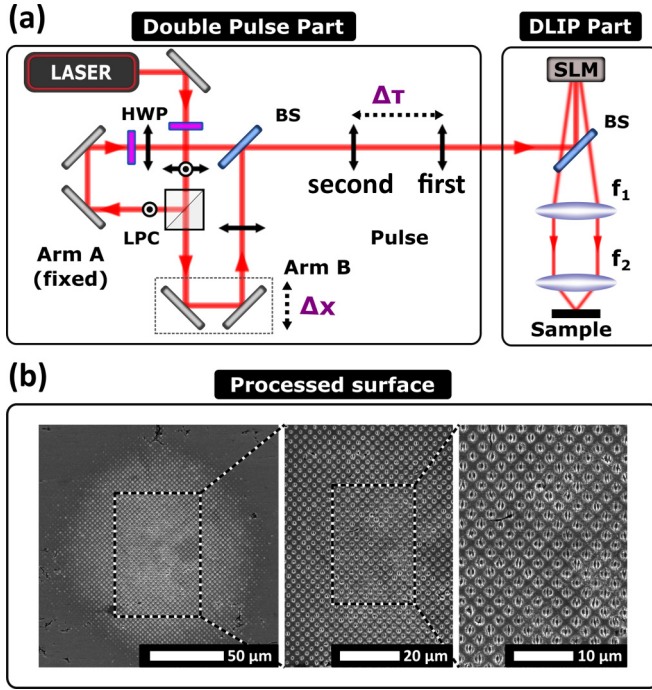 (a)
Double Pulse Part
DLIP Part
LASER
SLM
HWP
BS
Δτ
BS
second
first
f1
LPC
Pulse
Arm A
(fixed)
Arm B
f2
Δx
Sample
(b)
Processed surface
50 μm
20 μm
10 μm